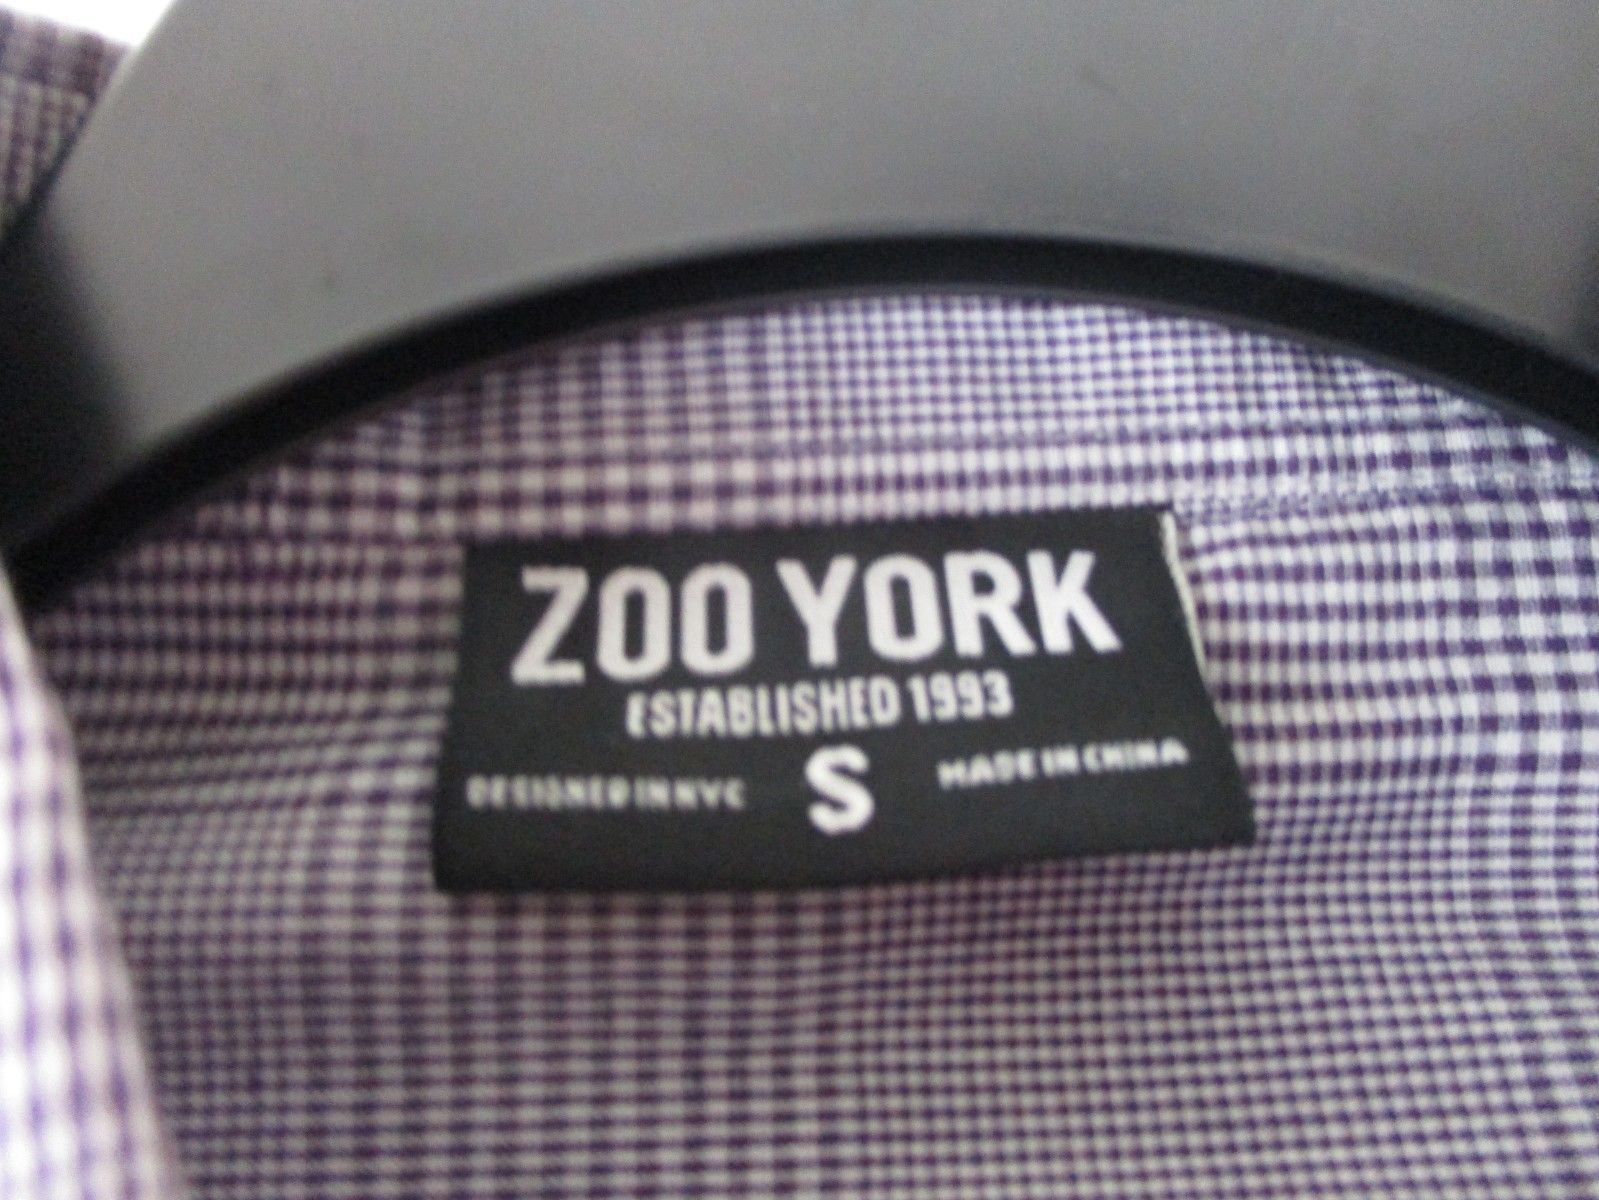 ZOO YORK
ESTABLISHED 1993
DESIGNED IN NYC S MADE IN CHINA